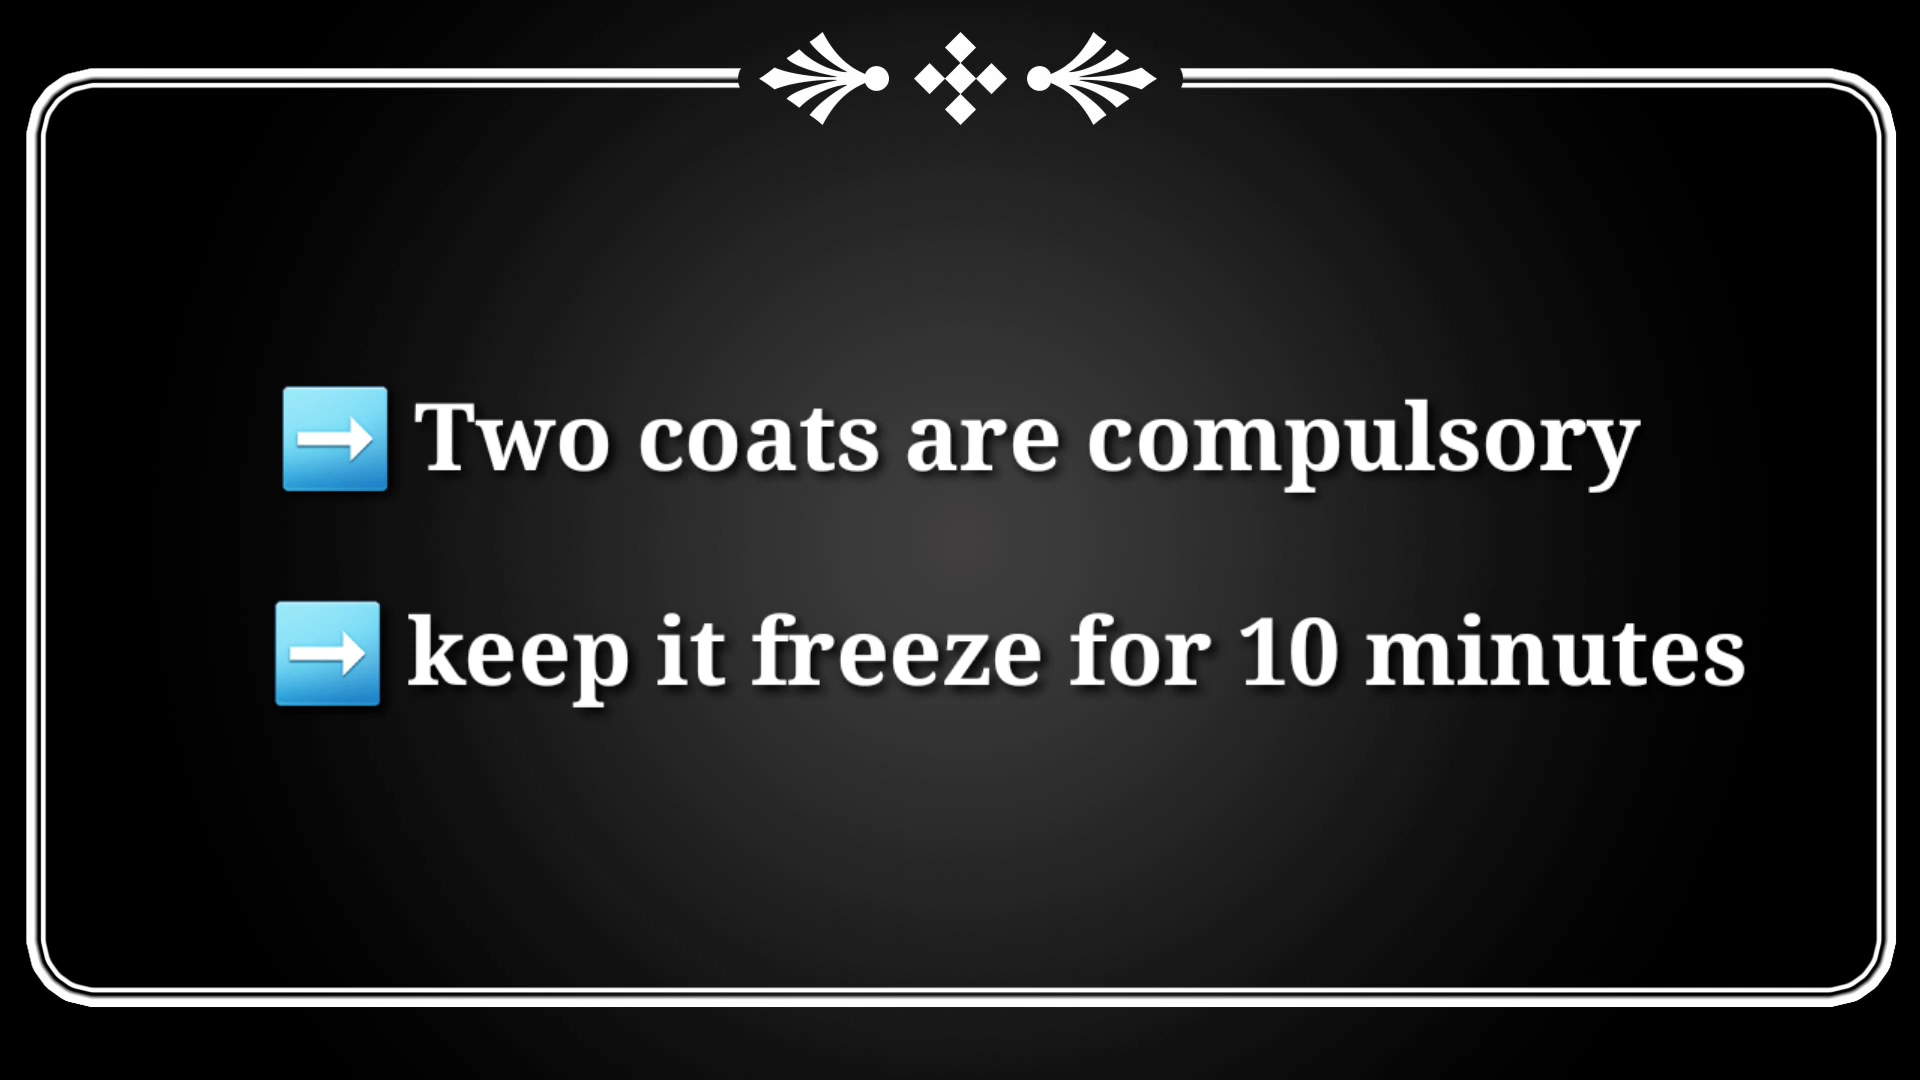 ➡️ Two coats are compulsory
➡️ keep it freeze for 10 minutes